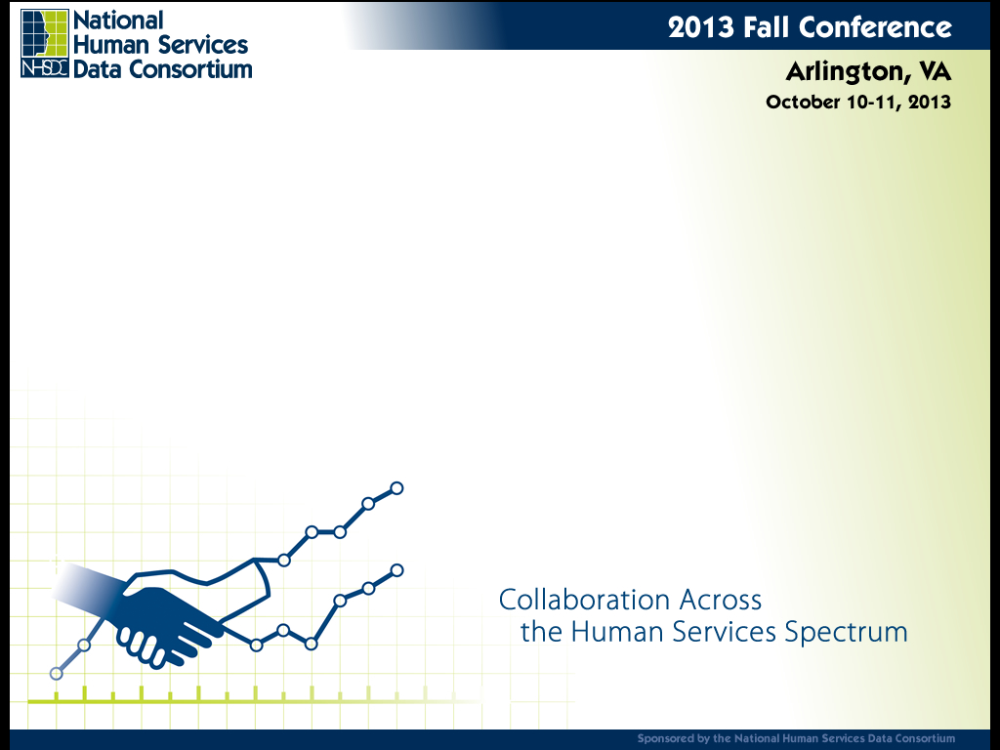 National
Human Services
Data Consortium
NHSDC
2013 Fall Conference
Arlington, VA
October 10-11, 2013
Collaboration Across
the Human Services Spectrum
Sponsored by the National Human Services Data Consortium